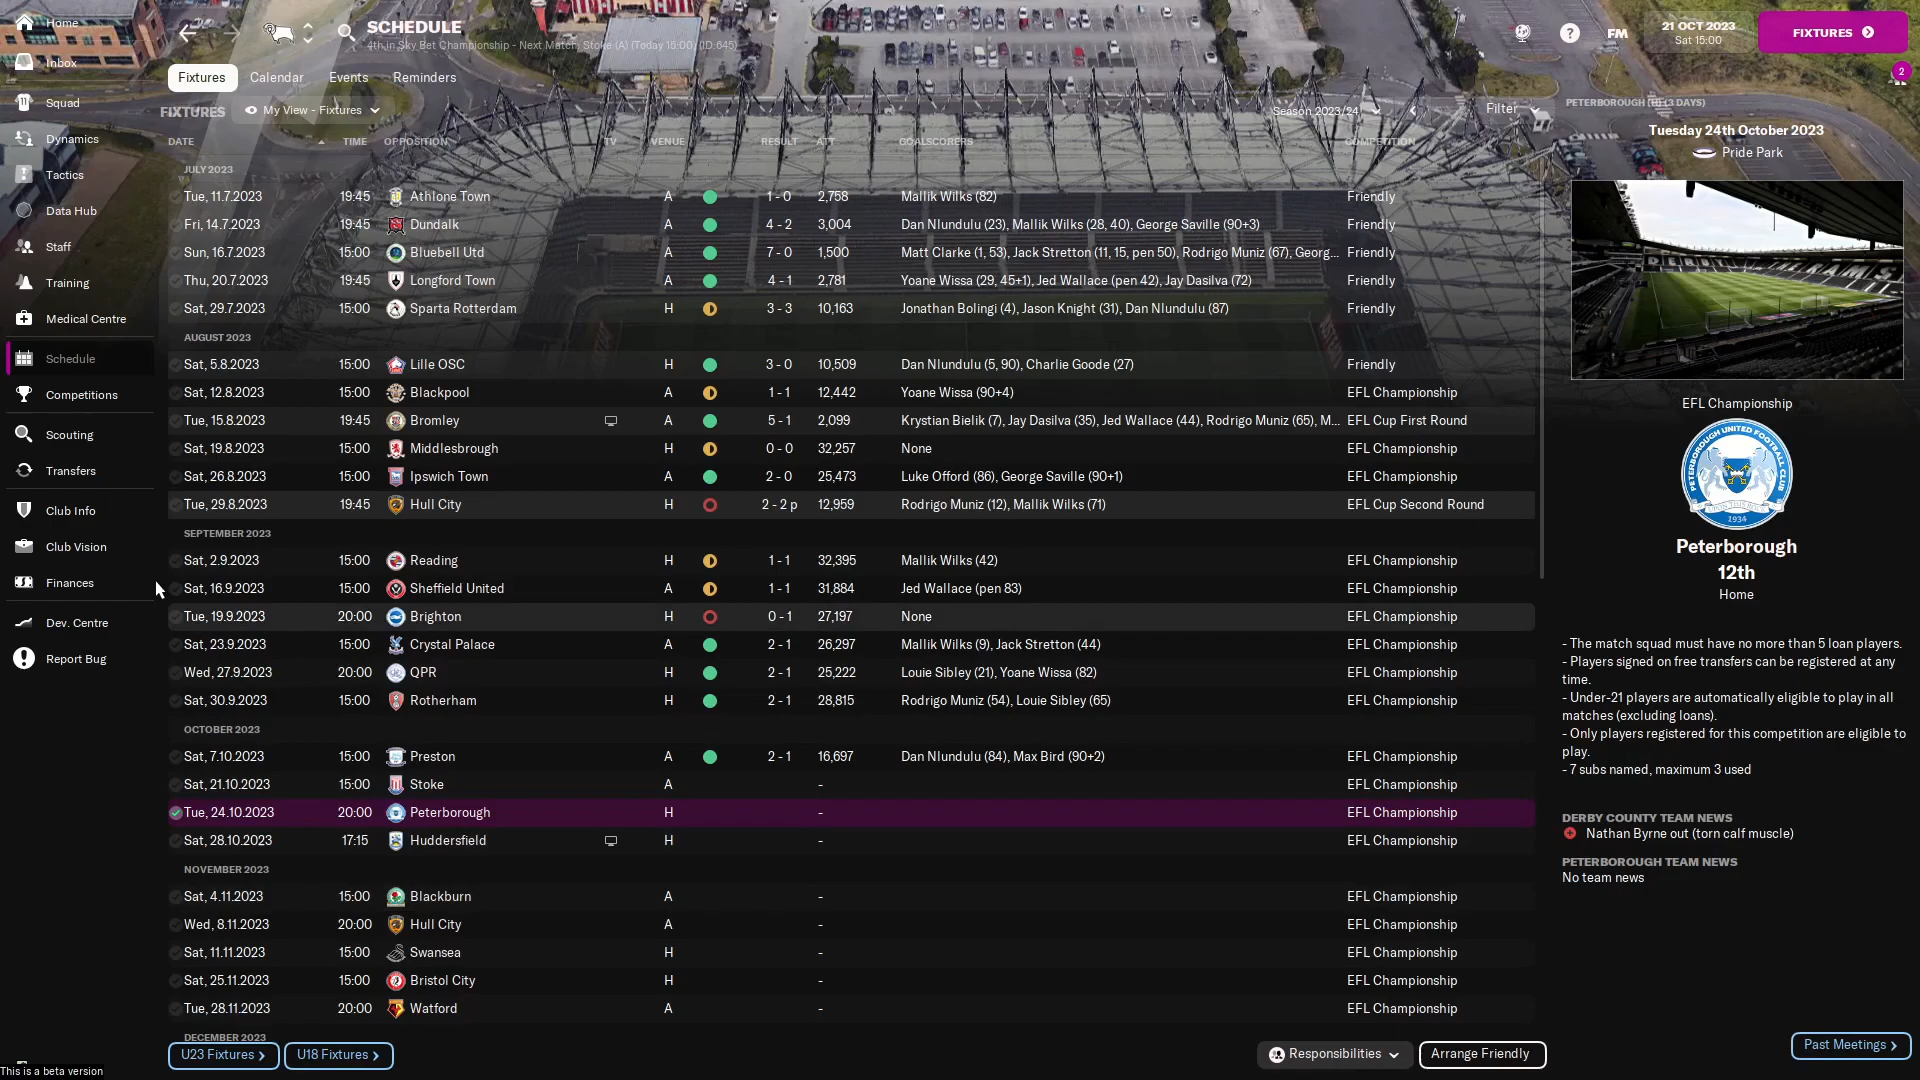 Home
Inbox
Squad
Dynamics
Tactics
Data Hub
Staff
Training
Medical Centre
Schedule
Competitions
Scouting
Transfers
Club Info
Club Vision
Finances
Dev. Centre
Report Bug
This is a beta version
SCHEDULE
4th in Sky Bet Championship - Next Match: Stoke (A) (Today 15:00) (ID:645)
FM
21 OCT 2023
Sat 15:00
FIXTURES
2
Fixtures Calendar Events Reminders
FIXTURES My View - Fixtures Season 2023/24 Filter
DATE TIME OPPOSITION TV VENUE RESULT ATT GOALSCORERS COMPETITION
JULY 2023
Tue, 11.7.2023 19:45 Athlone Town A 1 - 0 2,758 Mallik Wilks (82) Friendly
Fri, 14.7.2023 19:45 Dundalk A 4 - 2 3,004 Dan Nlundulu (23), Mallik Wilks (28, 40), George Saville (90+3) Friendly
Sun, 16.7.2023 15:00 Bluebell Utd A 7 - 0 1,500 Matt Clarke (1, 53), Jack Stretton (11, 15, pen 50), Rodrigo Muniz (67), Georg... Friendly
Thu, 20.7.2023 19:45 Longford Town A 4 - 1 2,781 Yoane Wissa (29, 45+1), Jed Wallace (pen 42), Jay Dasilva (72) Friendly
Sat, 29.7.2023 15:00 Sparta Rotterdam H 3 - 3 10,163 Jonathan Bolingi (4), Jason Knight (31), Dan Nlundulu (87) Friendly
AUGUST 2023
Sat, 5.8.2023 15:00 Lille OSC H 3 - 0 10,509 Dan Nlundulu (5, 90), Charlie Goode (27) Friendly
Sat, 12.8.2023 15:00 Blackpool A 1 - 1 12,442 Yoane Wissa (90+4) EFL Championship
Tue, 15.8.2023 19:45 Bromley A 5 - 1 2,099 Krystian Bielik (7), Jay Dasilva (35), Jed Wallace (44), Rodrigo Muniz (65), M... EFL Cup First Round
Sat, 19.8.2023 15:00 Middlesbrough H 0 - 0 32,257 None EFL Championship
Sat, 26.8.2023 15:00 Ipswich Town A 2 - 0 25,473 Luke Offord (86), George Saville (90+1) EFL Championship
Tue, 29.8.2023 19:45 Hull City H 2 - 2 p 12,959 Rodrigo Muniz (12), Mallik Wilks (71) EFL Cup Second Round
SEPTEMBER 2023
Sat, 2.9.2023 15:00 Reading H 1 - 1 32,395 Mallik Wilks (42) EFL Championship
Sat, 16.9.2023 15:00 Sheffield United A 1 - 1 31,884 Jed Wallace (pen 83) EFL Championship
Tue, 19.9.2023 20:00 Brighton H 0 - 1 27,197 None EFL Championship
Sat, 23.9.2023 15:00 Crystal Palace A 2 - 1 26,297 Mallik Wilks (9), Jack Stretton (44) EFL Championship
Wed, 27.9.2023 20:00 QPR H 2 - 1 25,222 Louie Sibley (21), Yoane Wissa (82) EFL Championship
Sat, 30.9.2023 15:00 Rotherham H 2 - 1 28,815 Rodrigo Muniz (54), Louie Sibley (65) EFL Championship
OCTOBER 2023
Sat, 7.10.2023 15:00 Preston A 2 - 1 16,697 Dan Nlundulu (84), Max Bird (90+2) EFL Championship
Sat, 21.10.2023 15:00 Stoke A - EFL Championship
Tue, 24.10.2023 20:00 Peterborough H - EFL Championship
Sat, 28.10.2023 17:15 Huddersfield H - EFL Championship
NOVEMBER 2023
Sat, 4.11.2023 15:00 Blackburn A - EFL Championship
Wed, 8.11.2023 20:00 Hull City A - EFL Championship
Sat, 11.11.2023 15:00 Swansea H - EFL Championship
Sat, 25.11.2023 15:00 Bristol City H - EFL Championship
Tue, 28.11.2023 20:00 Watford A - EFL Championship
DECEMBER 2023
U23 Fixtures U18 Fixtures Responsibilities Arrange Friendly
PETERBOROUGH (H) (3 DAYS)
Tuesday 24th October 2023
Pride Park
DERBY RAMS
EFL Championship
PETERBOROUGH UNITED FOOTBALL CLUB
1934
Peterborough
12th
Home
- The match squad must have no more than 5 loan players.
- Players signed on free transfers can be registered at any
time.
- Under-21 players are automatically eligible to play in all
matches (excluding loans).
- Only players registered for this competition are eligible to
play.
- 7 subs named, maximum 3 used
DERBY COUNTY TEAM NEWS
Nathan Byrne out (torn calf muscle)
PETERBOROUGH TEAM NEWS
No team news
Past Meetings